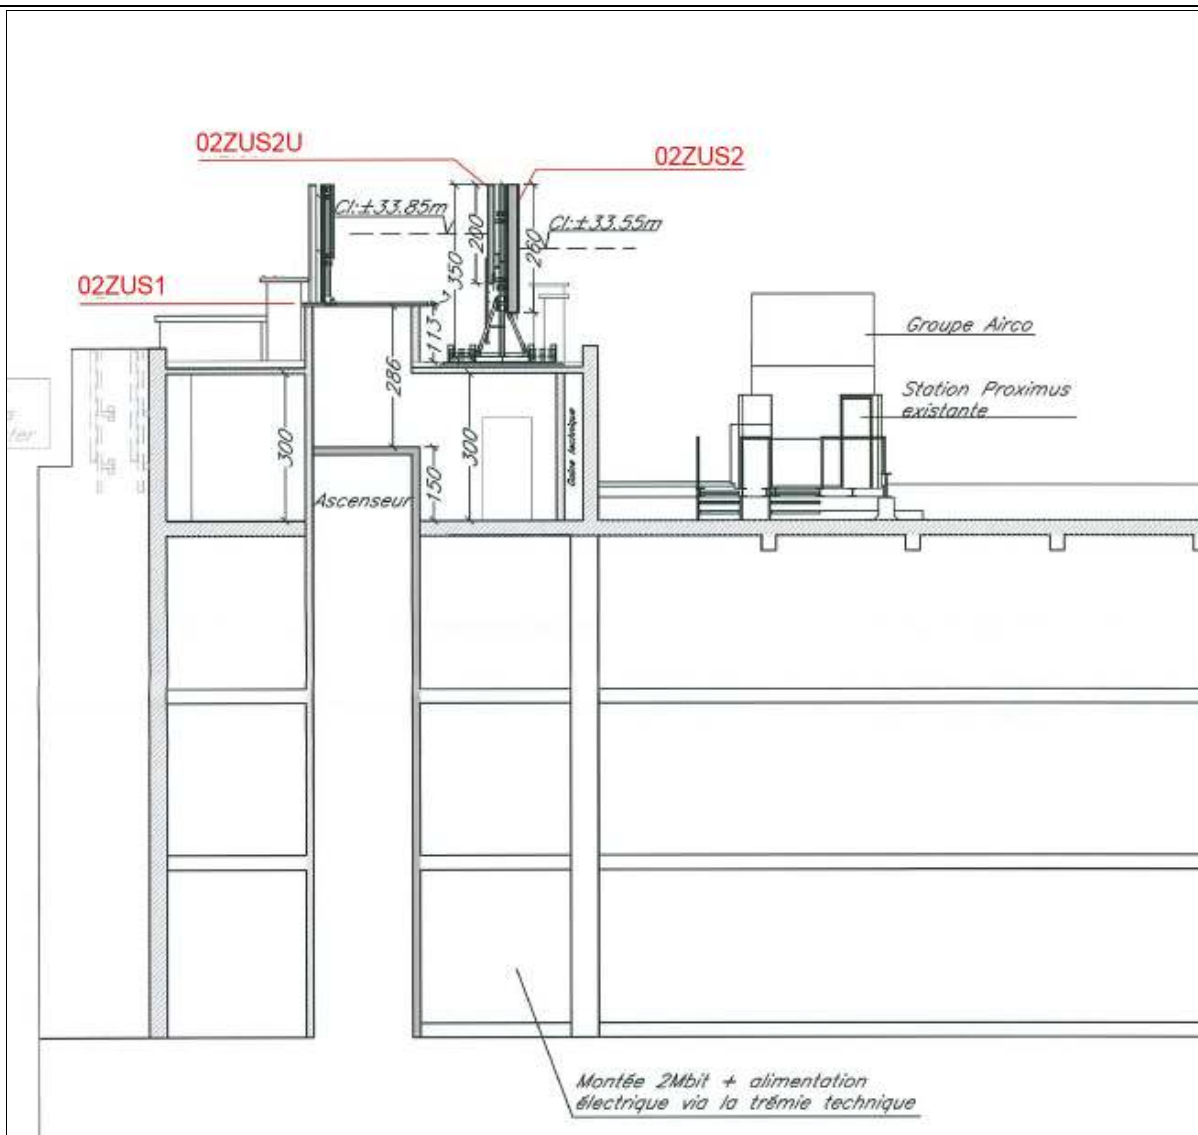 02ZUS2U
02ZUS2
Cl:±33.85m
Cl:±33.55m
200
350
260
02ZUS1
113
286
Groupe Airco
Station Proximus
existante
300
300
150
Gaine technique
Ascenseur
Montée 2Mbit + alimentation
électrique via la trémie technique